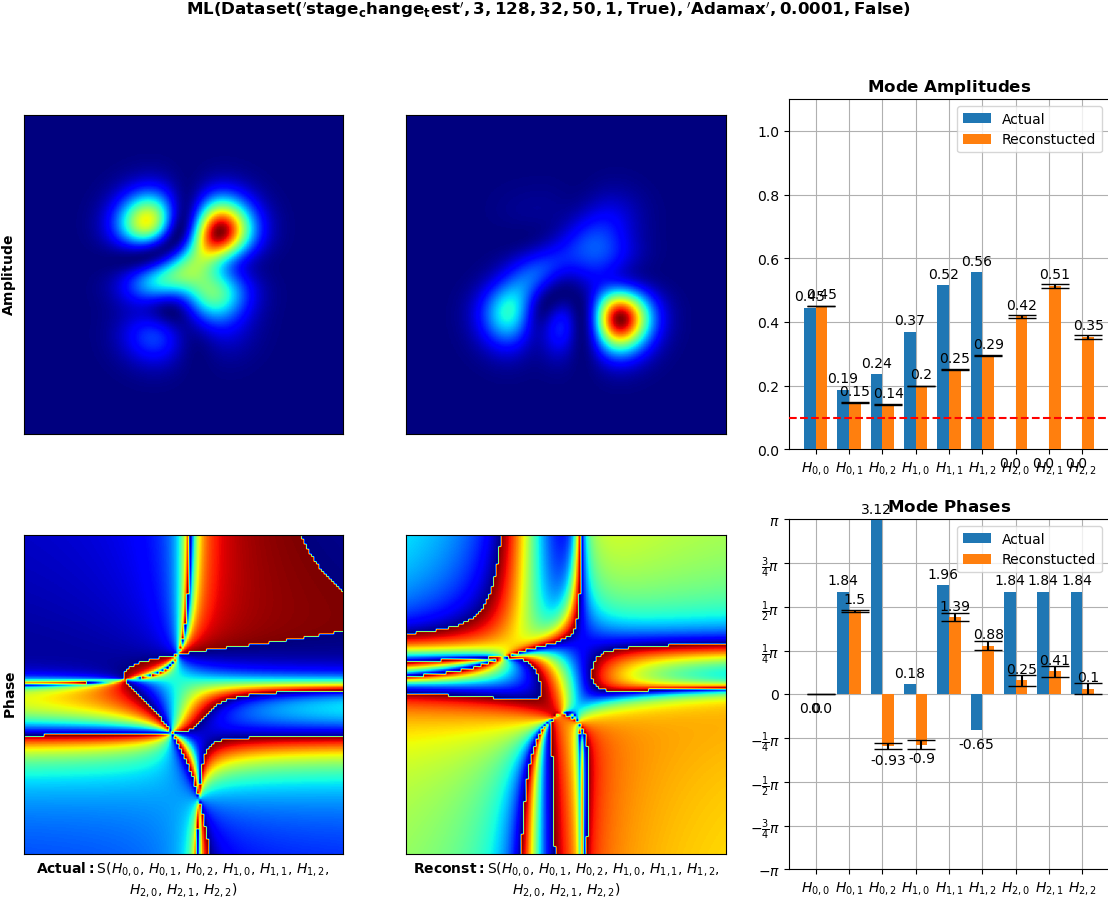 ML(Dataset('stage_change_test', 3, 128, 32, 50, 1, True), 'Adamax', 0.0001, False)
Amplitude
Mode Amplitudes
Actual
Reconstucted
1.0
0.8
0.6
0.4
0.2
0.0
0.45 0.45 0.19 0.15 0.24 0.14 0.37 0.2 0.52 0.25 0.56 0.29 0.0 0.42 0.0 0.51 0.0 0.35
H0,0 H0,1 H0,2 H1,0 H1,1 H1,2 H2,0 H2,1 H2,2
Phase
Mode Phases
Actual
Reconstucted
π
3/4π
1/2π
1/4π
0
−1/4π
−1/2π
−3/4π
−π
0.0 0.0 1.84 1.5 3.12 -0.93 0.18 -0.9 1.96 1.39 -0.65 0.88 1.84 0.25 1.84 0.41 1.84 0.1
H0,0 H0,1 H0,2 H1,0 H1,1 H1,2 H2,0 H2,1 H2,2
Actual: S(H0,0, H0,1, H0,2, H1,0, H1,1, H1,2,
H2,0, H2,1, H2,2)
Reconst: S(H0,0, H0,1, H0,2, H1,0, H1,1, H1,2,
H2,0, H2,1, H2,2)